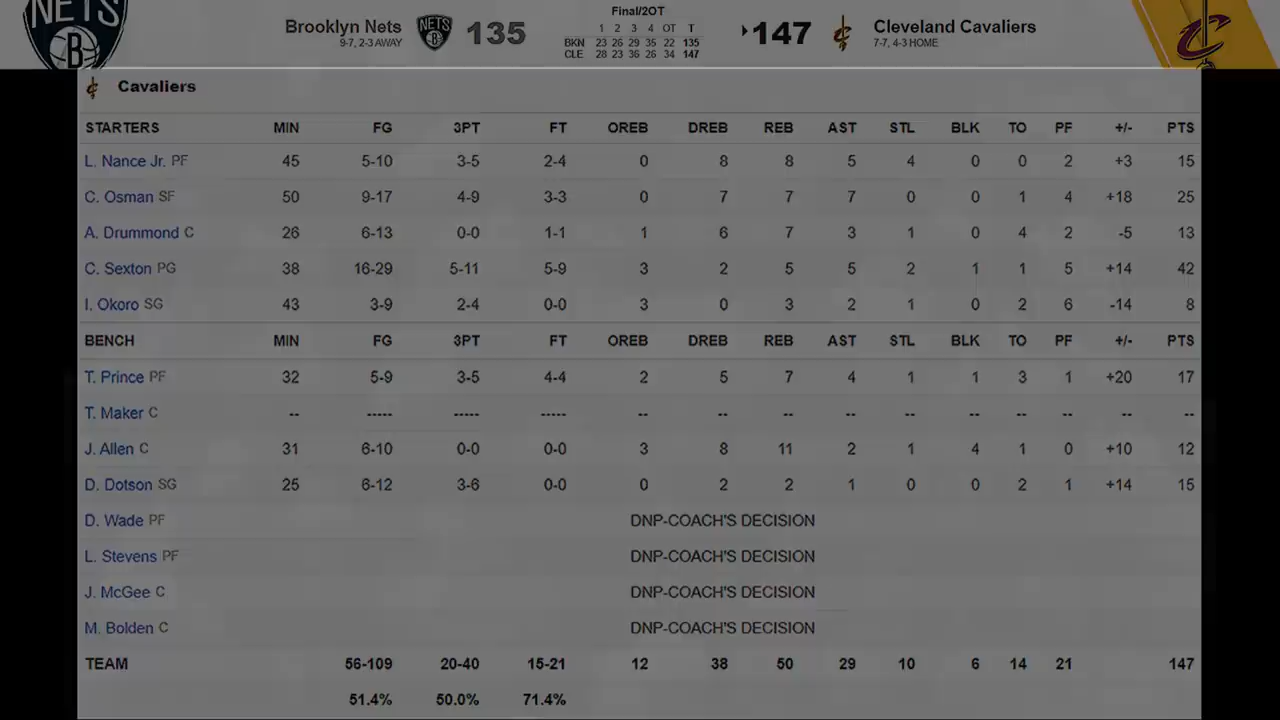 NETS
B
Brooklyn Nets
9-7, 2-3 AWAY
NETS
B
135
Final/2OT
1 2 3 4 OT T
BKN 23 26 29 35 22 135
CLE 28 23 36 26 34 147
147
Cleveland Cavaliers
7-7, 4-3 HOME
Cavaliers
STARTERS MIN FG 3PT FT OREB DREB REB AST STL BLK TO PF +/- PTS
L. Nance Jr. PF 45 5-10 3-5 2-4 0 8 8 5 4 0 0 2 +3 15
C. Osman SF 50 9-17 4-9 3-3 0 7 7 7 0 0 1 4 +18 25
A. Drummond C 26 6-13 0-0 1-1 1 6 7 3 1 0 4 2 -5 13
C. Sexton PG 38 16-29 5-11 5-9 3 2 5 5 2 1 1 5 +14 42
I. Okoro SG 43 3-9 2-4 0-0 3 0 3 2 1 0 2 6 -14 8
BENCH MIN FG 3PT FT OREB DREB REB AST STL BLK TO PF +/- PTS
T. Prince PF 32 5-9 3-5 4-4 2 5 7 4 1 1 3 1 +20 17
T. Maker C -- ----- ----- ----- -- -- -- -- -- -- -- -- -- --
J. Allen C 31 6-10 0-0 0-0 3 8 11 2 1 4 1 0 +10 12
D. Dotson SG 25 6-12 3-6 0-0 0 2 2 1 0 0 2 1 +14 15
D. Wade PF DNP-COACH'S DECISION
L. Stevens PF DNP-COACH'S DECISION
J. McGee C DNP-COACH'S DECISION
M. Bolden C DNP-COACH'S DECISION
TEAM 56-109 20-40 15-21 12 38 50 29 10 6 14 21 147
51.4% 50.0% 71.4%